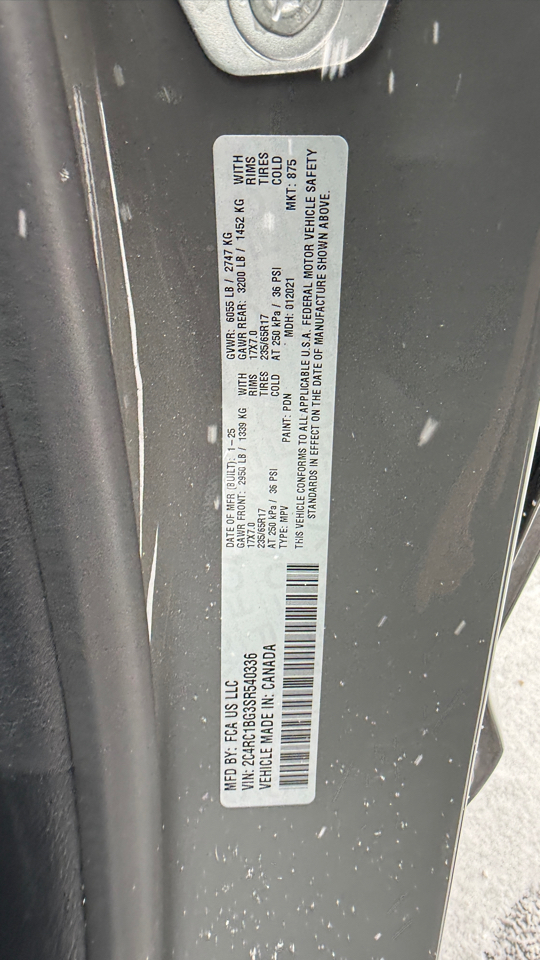 MFD BY: FCA US LLC
VIN: 2C4RC1BG3SR540336
VEHICLE MADE IN: CANADA
DATE OF MFR (BUILT): 1-25 GVWR: 6055 LB / 2747 KG
GAWR FRONT: 2950 LB / 1339 KG WITH GAWR REAR: 3200 LB / 1452 KG WITH
17X7.0 RIMS 17X7.0 RIMS
235/65R17 TIRES 235/65R17 TIRES
AT 250 kPa / 36 PSI COLD AT 250 kPa / 36 PSI COLD
TYPE: MPV PAINT: PDN MDH: 012021 MKT: 875
THIS VEHICLE CONFORMS TO ALL APPLICABLE U.S.A. FEDERAL MOTOR VEHICLE SAFETY
STANDARDS IN EFFECT ON THE DATE OF MANUFACTURE SHOWN ABOVE.